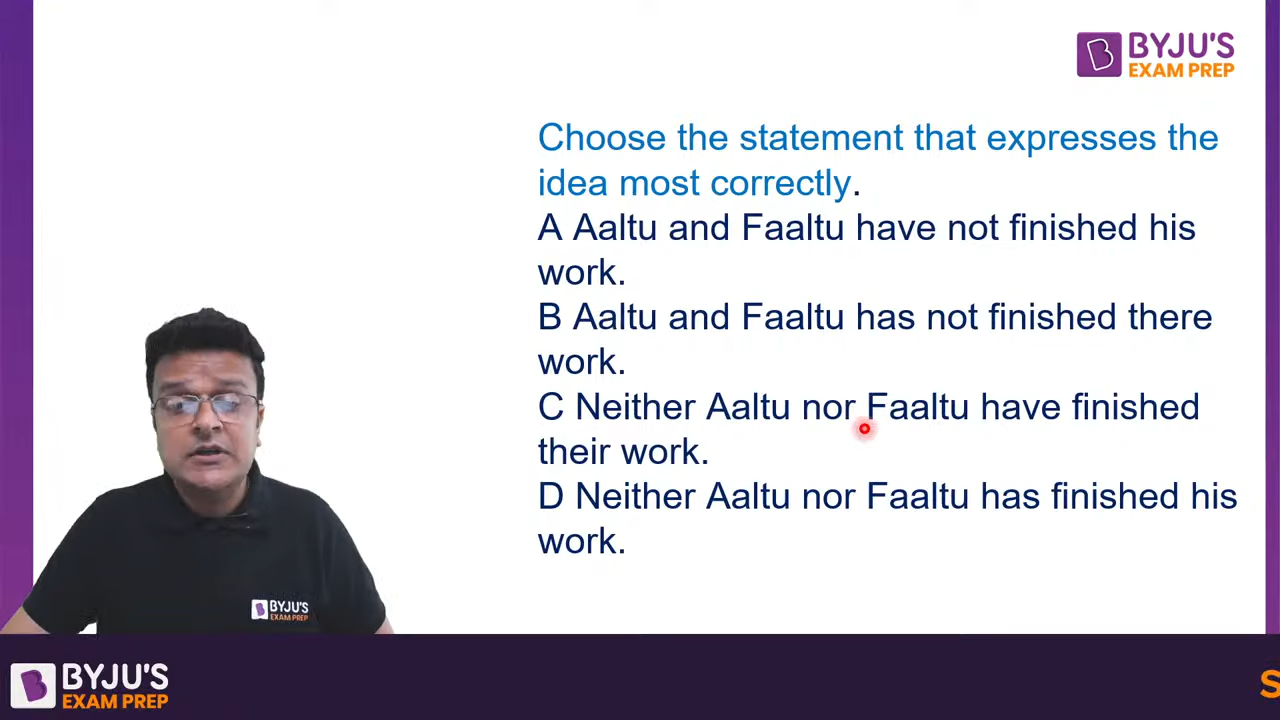 BYJU'S
EXAM PREP
Choose the statement that expresses the
idea most correctly.
A Aaltu and Faaltu have not finished his
work.
B Aaltu and Faaltu has not finished there
work.
C Neither Aaltu nor Faaltu have finished
their work.
D Neither Aaltu nor Faaltu has finished his
work.
BYJU'S
EXAM PREP
BYJU'S
EXAM PREP
S